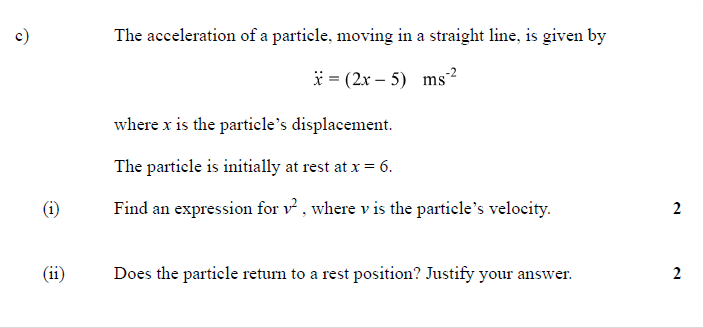 c) The acceleration of a particle, moving in a straight line, is given by
ẍ = (2x – 5) ms⁻²
where x is the particle's displacement.
The particle is initially at rest at x = 6.
(i) Find an expression for v² , where v is the particle's velocity. 2
(ii) Does the particle return to a rest position? Justify your answer. 2